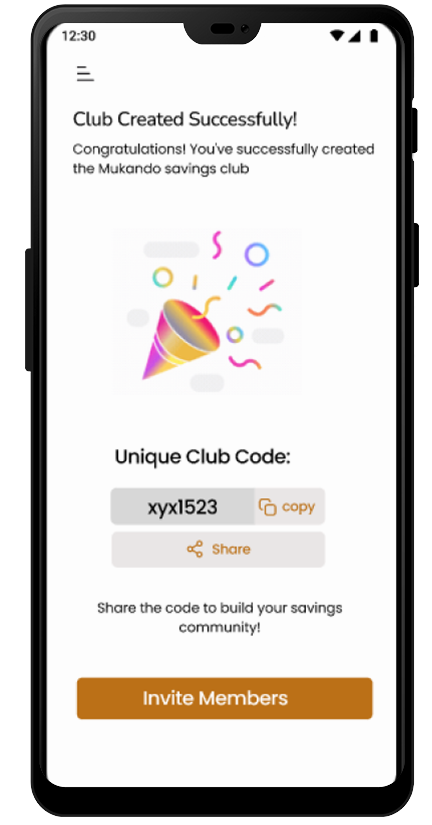 12:30
Club Created Successfully!
Congratulations! You've successfully created
the Mukando savings club
Unique Club Code:
xyx1523
copy
Share
Share the code to build your savings
community!
Invite Members